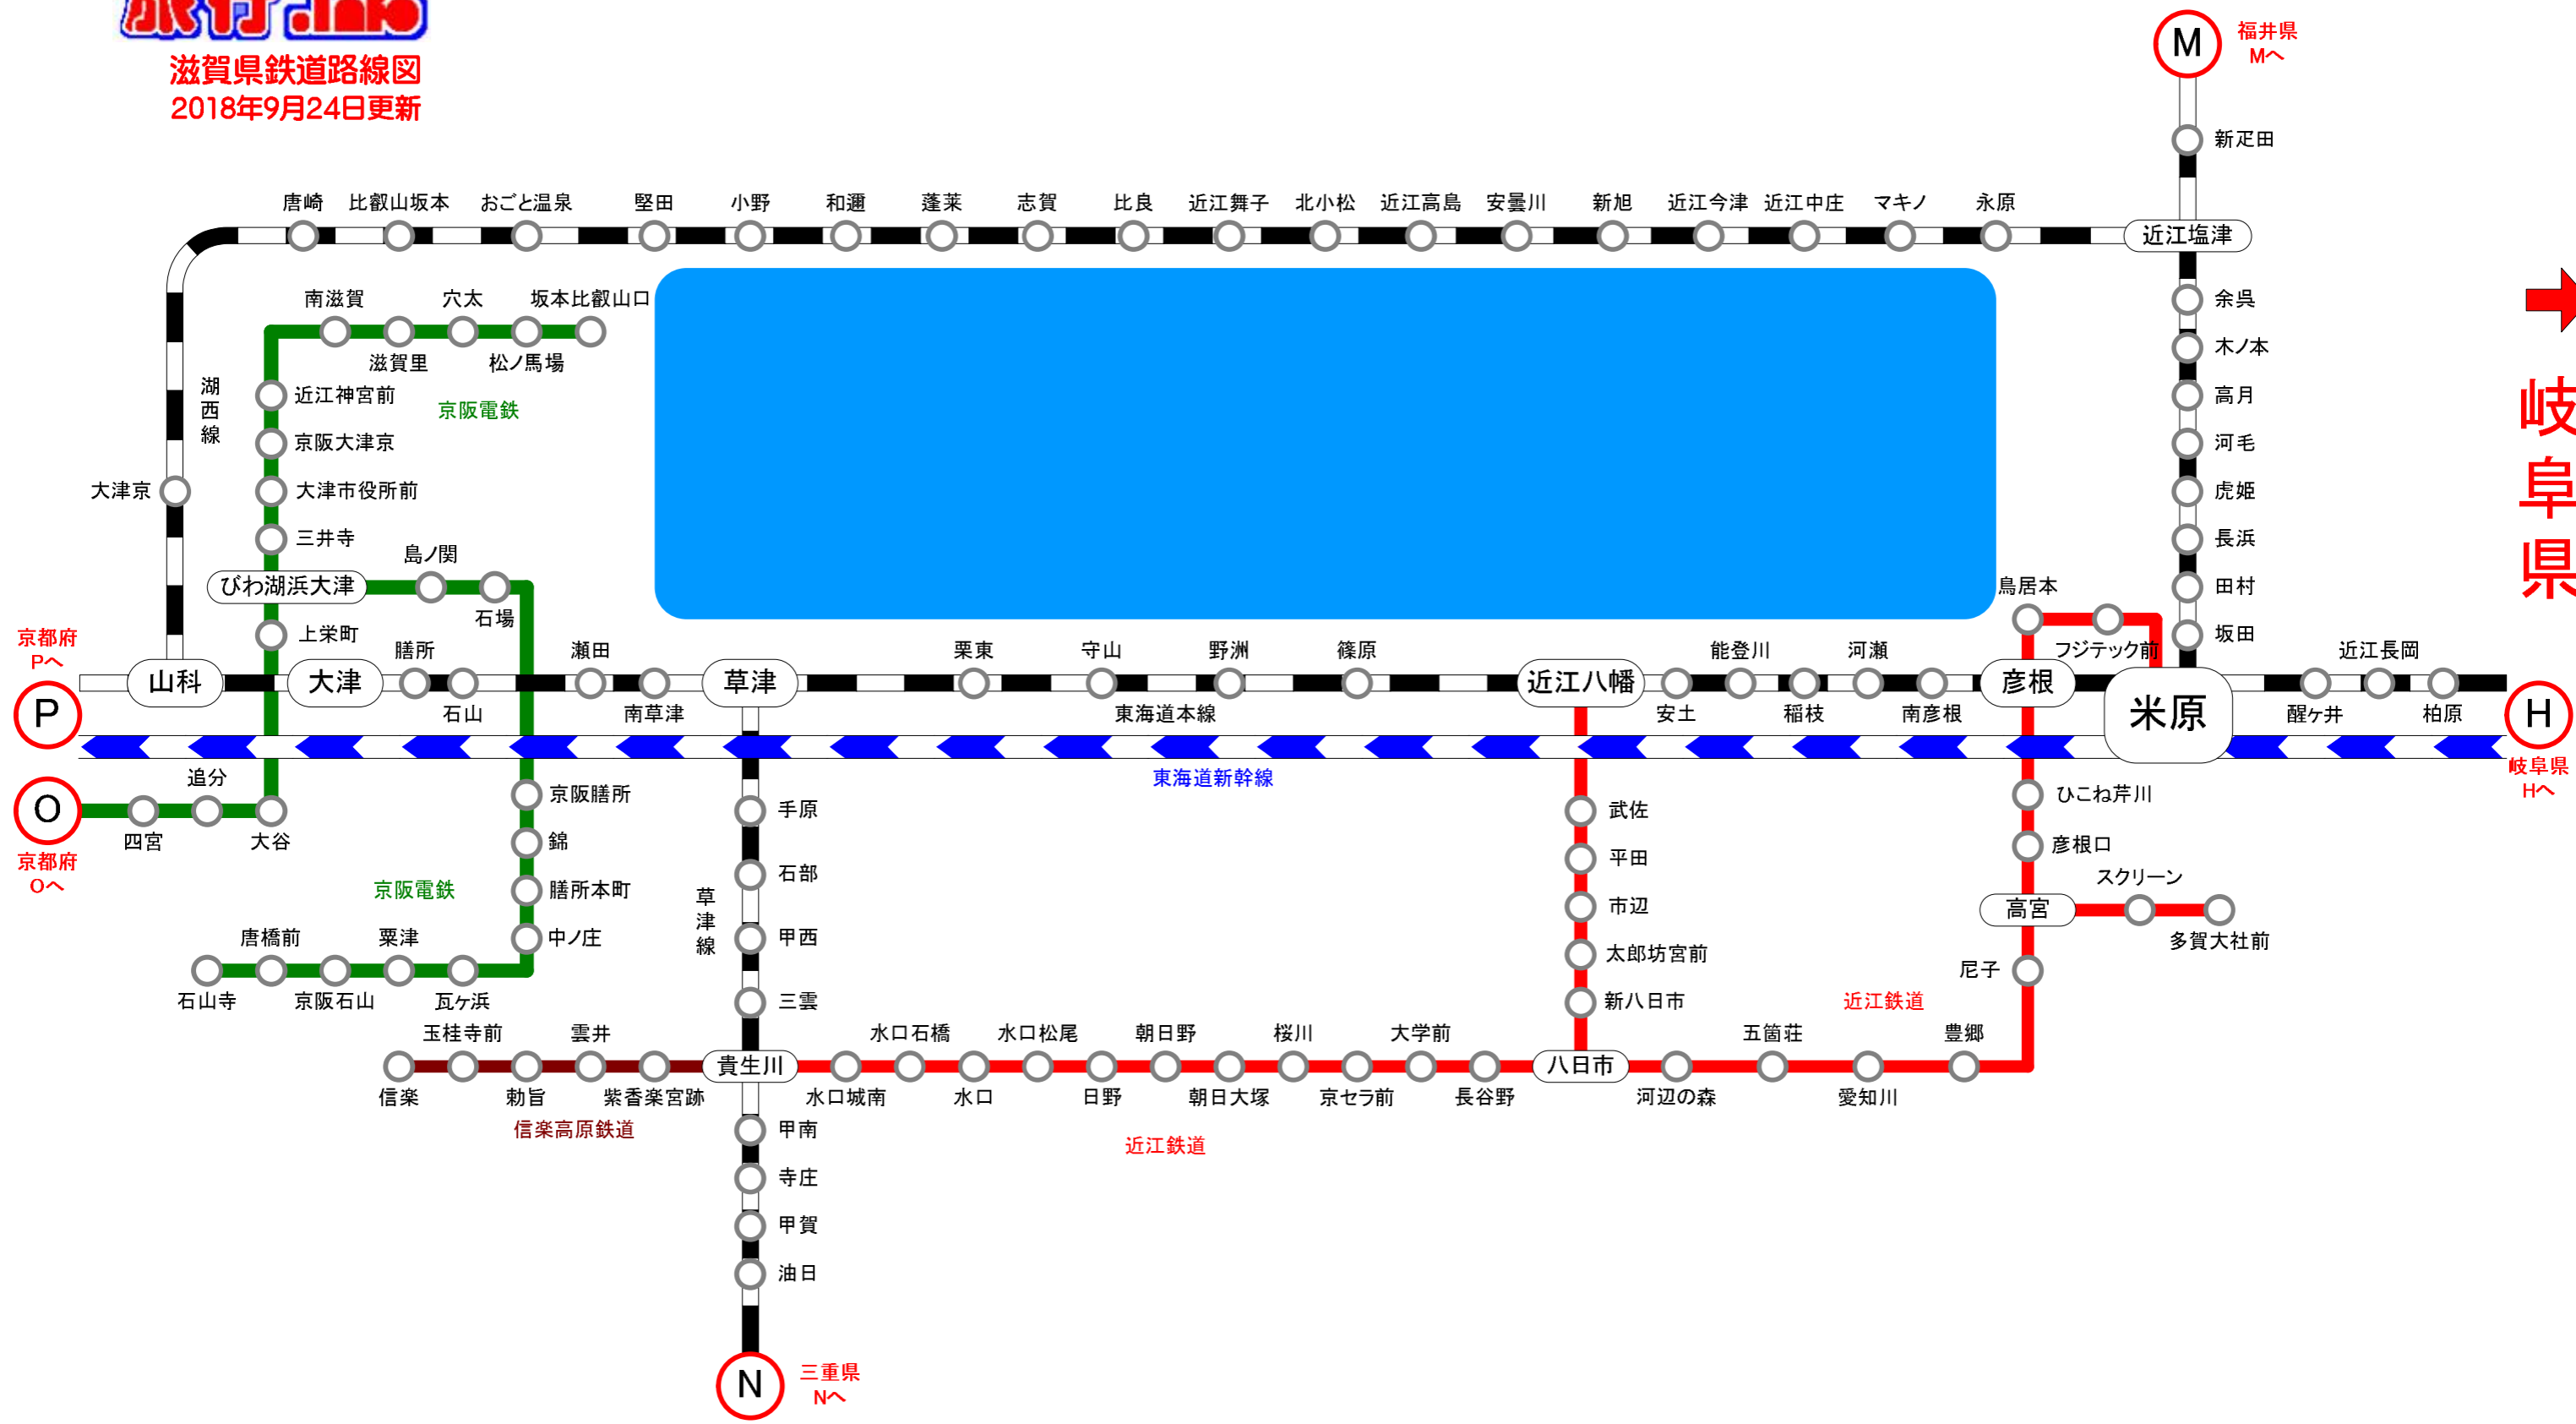 滋賀県鉄道路線図
2018年9月24日更新
M
福井県
Mへ
新疋田
唐崎
比叡山坂本
おごと温泉
堅田
小野
和邇
蓬莱
志賀
比良
近江舞子
北小松
近江高島
安曇川
新旭
近江今津
近江中庄
マキノ
永原
近江塩津
南滋賀
穴太
坂本比叡山口
滋賀里
松ノ馬場
湖西線
近江神宮前
京阪電鉄
京阪大津京
大津京
大津市役所前
三井寺
島ノ関
びわ湖浜大津
石場
上栄町
余呉
木ノ本
高月
河毛
虎姫
長浜
田村
坂田
岐阜県
鳥居本
フジテック前
京都府
Pへ
P
山科
大津
膳所
石山
瀬田
南草津
草津
栗東
守山
東海道本線
野洲
篠原
近江八幡
安土
能登川
稲枝
河瀬
南彦根
彦根
米原
醒ヶ井
近江長岡
柏原
H
岐阜県
Hへ
東海道新幹線
O
京都府
Oへ
四宮
追分
大谷
京阪膳所
錦
膳所本町
中ノ庄
京阪電鉄
唐橋前
粟津
石山寺
京阪石山
瓦ヶ浜
手原
石部
甲西
三雲
草津線
武佐
平田
市辺
太郎坊宮前
新八日市
ひこね芹川
彦根口
スクリーン
高宮
多賀大社前
尼子
近江鉄道
玉桂寺前
雲井
信楽
勅旨
紫香楽宮跡
信楽高原鉄道
貴生川
水口石橋
水口松尾
朝日野
桜川
大学前
水口城南
水口
日野
朝日大塚
京セラ前
長谷野
八日市
五箇荘
豊郷
河辺の森
愛知川
近江鉄道
甲南
寺庄
甲賀
油日
N
三重県
Nへ